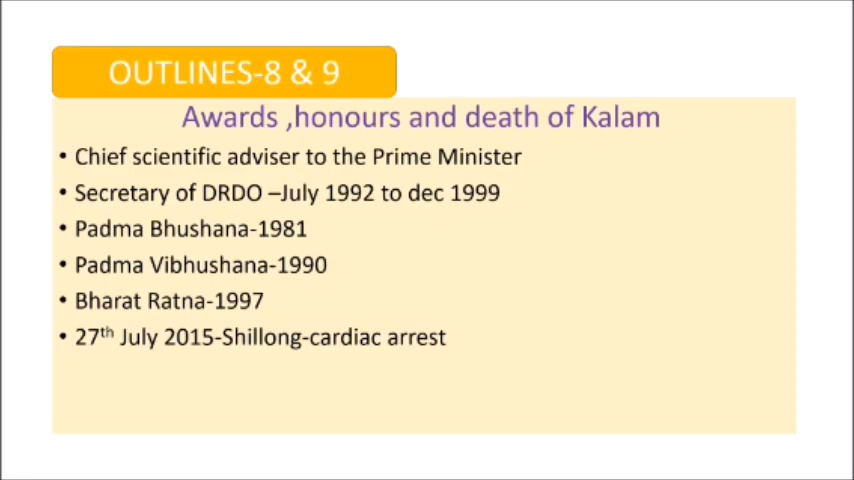 OUTLINES-8 & 9
Awards ,honours and death of Kalam
• Chief scientific adviser to the Prime Minister
• Secretary of DRDO –July 1992 to dec 1999
• Padma Bhushana-1981
• Padma Vibhushana-1990
• Bharat Ratna-1997
• 27th July 2015-Shillong-cardiac arrest